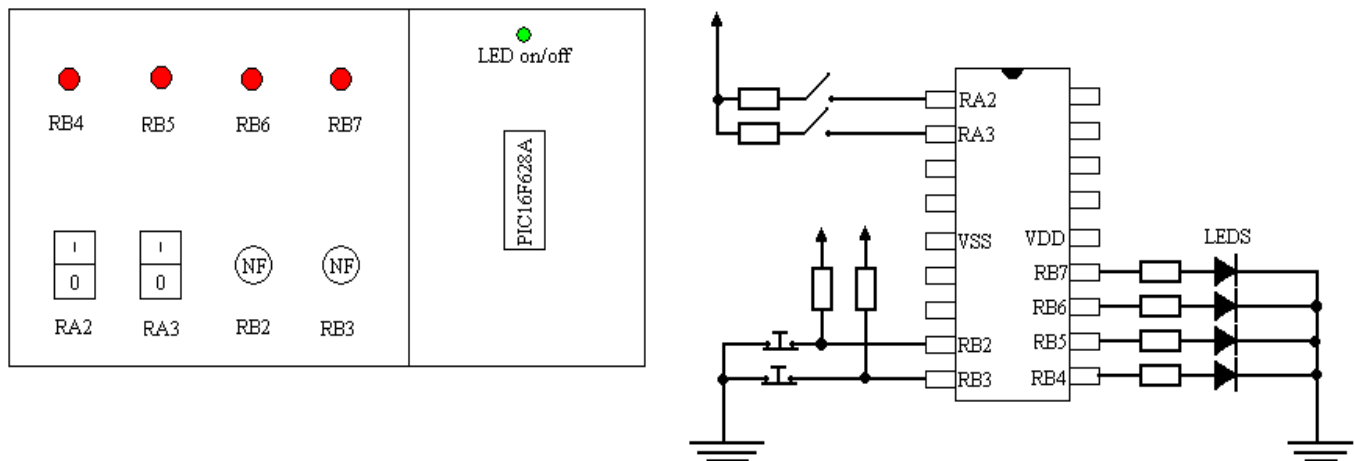 LED on/off
RB4 RB5 RB6 RB7
PIC16F628A
I I
0 0 NF NF
RA2 RA3 RB2 RB3
RA2
RA3
VSS VDD LEDS
RB7
RB6
RB2 RB5
RB3 RB4